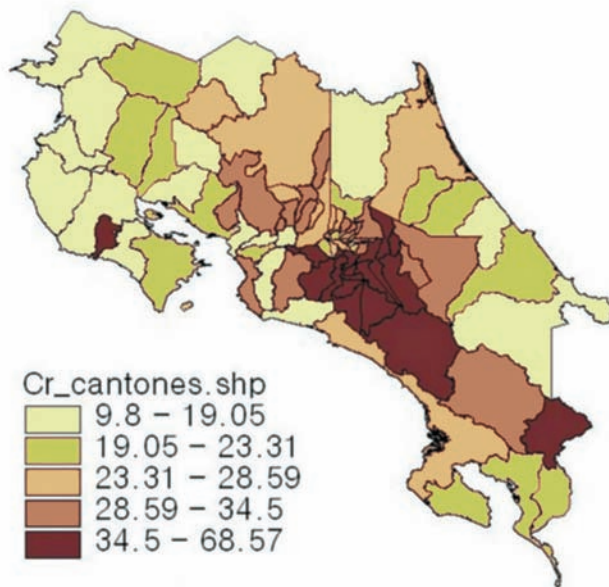 Cr_cantones.shp
9.8 – 19.05
19.05 – 23.31
23.31 – 28.59
28.59 – 34.5
34.5 – 68.57